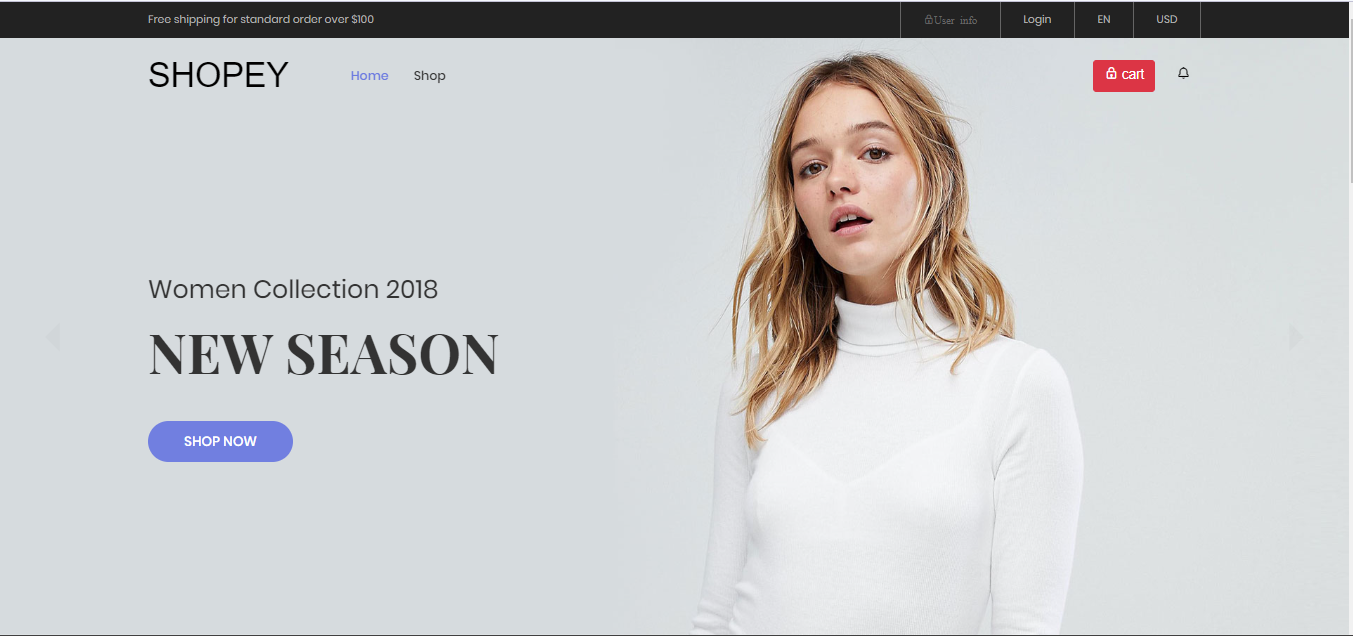 Free shipping for standard order over $100
User info
Login
EN
USD
SHOPEY
Home
Shop
cart
Women Collection 2018
NEW SEASON
SHOP NOW